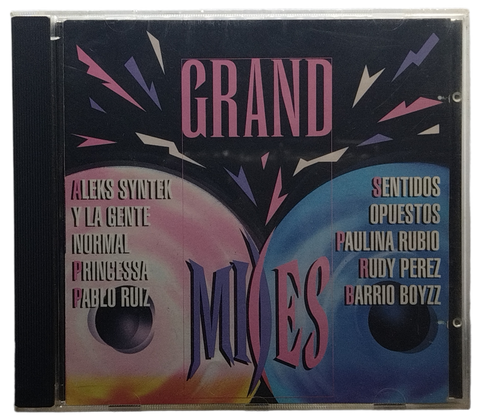 GRAND
ALEKS SYNTEK
Y LA GENTE
NORMAL
PRINCESSA
PABLO RUIZ
SENTIDOS
OPUESTOS
PAULINA RUBIO
RUDY PEREZ
BARRIO BOYZZ
MIXES